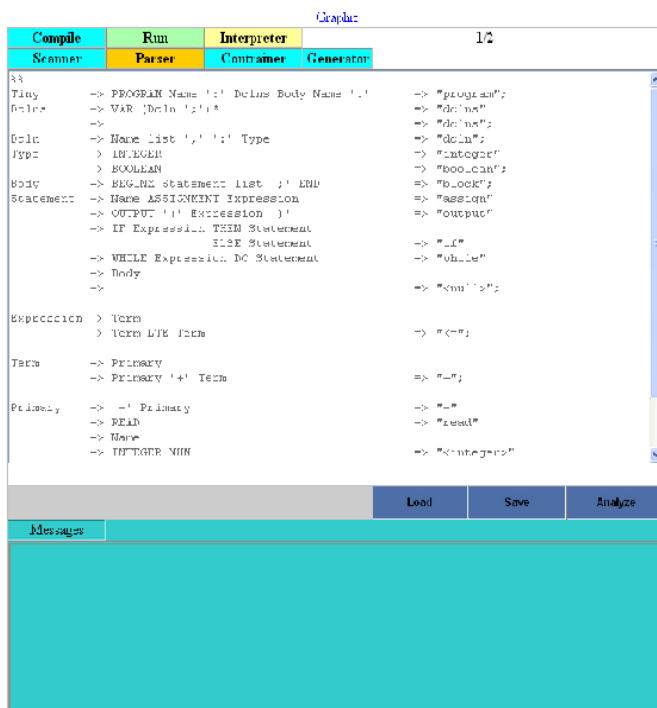 Graphic
Compile Run Interpreter 1/2
Scanner Parser Contrainer Generator
%%
Tiny -> PROGRAM Name ':' Dclns Body Name '.' => "program";
Dclns -> VAR (Dcln ';')+ => "dclns"
-> => "dclns";
Dcln -> Name list ',' ':' Type => "dcln";
Type -> INTEGER => "integer"
-> BOOLEAN => "boolean";
Body -> BEGINX Statement list ';' END => "block";
Statement -> Name ASSIGNMENT Expression => "assign"
-> OUTPUT '(' Expression ')' => "output"
-> IF Expression THEN Statement
ELSE Statement => "if"
-> WHILE Expression DO Statement => "while"
-> Body
-> => "<null>";
Expression -> Term
-> Term LTE Term => "<=";
Term -> Primary
-> Primary '+' Term => "+";
Primary -> '-' Primary => "-"
-> READ => "read"
-> Name
-> INTEGER_NUM => "<integer>"
Load Save Analyze
Messages